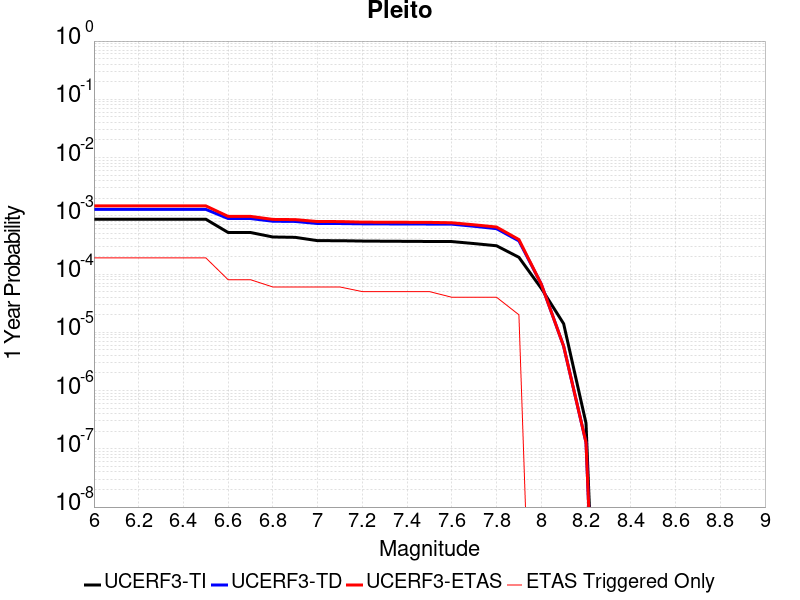 Pleito
10^0
10^-1
10^-2
10^-3
10^-4
10^-5
10^-6
10^-7
10^-8
1 Year Probability
6 6.2 6.4 6.6 6.8 7 7.2 7.4 7.6 7.8 8 8.2 8.4 8.6 8.8 9
Magnitude
UCERF3-TI UCERF3-TD UCERF3-ETAS ETAS Triggered Only